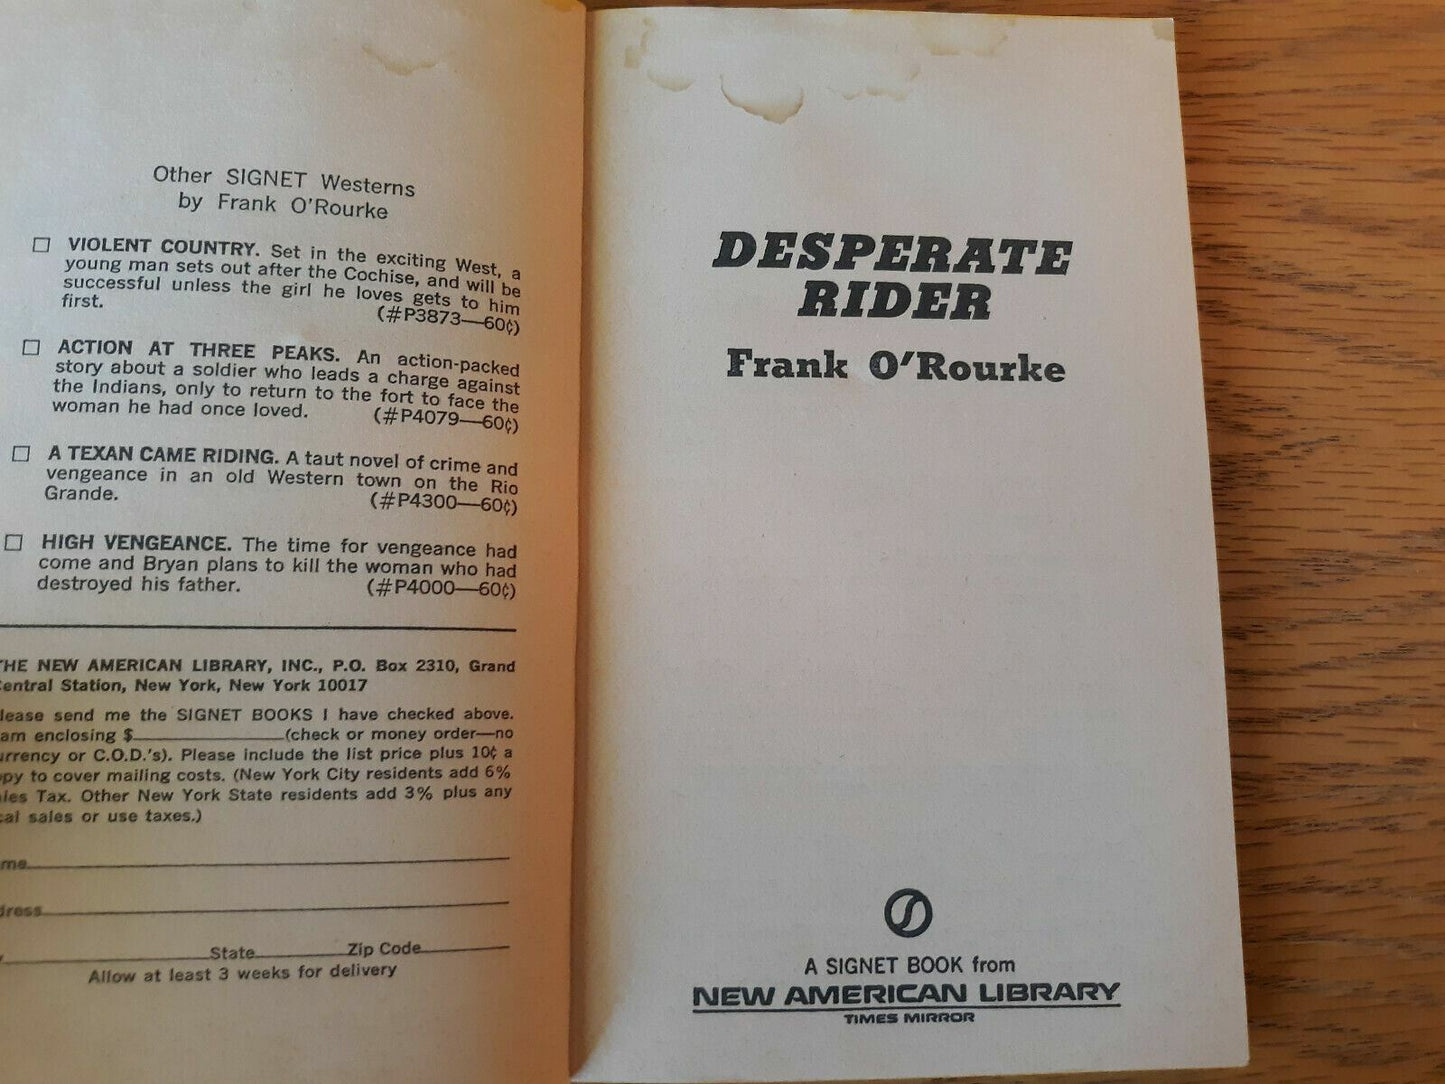 Other SIGNET Westerns
by Frank O'Rourke
□ VIOLENT COUNTRY. Set in the exciting West, a
young man sets out after the Cochise, and will be
successful unless the girl he loves gets to him
first. (#P3873—60¢)
□ ACTION AT THREE PEAKS. An action-packed
story about a soldier who leads a charge against
the Indians, only to return to the fort to face the
woman he had once loved. (#P4079—60¢)
□ A TEXAN CAME RIDING. A taut novel of crime and
vengeance in an old Western town on the Rio
Grande. (#P4300—60¢)
□ HIGH VENGEANCE. The time for vengeance had
come and Bryan plans to kill the woman who had
destroyed his father. (#P4000—60¢)
THE NEW AMERICAN LIBRARY, INC., P.O. Box 2310, Grand
entral Station, New York, New York 10017
lease send me the SIGNET BOOKS I have checked above.
am enclosing $ (check or money order—no
urrency or C.O.D.'s). Please include the list price plus 10¢ a
opy to cover mailing costs. (New York City residents add 6%
ales Tax. Other New York State residents add 3% plus any
cal sales or use taxes.)
me
dress
State Zip Code
Allow at least 3 weeks for delivery
DESPERATE
RIDER
Frank O'Rourke
A SIGNET BOOK from
NEW AMERICAN LIBRARY
TIMES MIRROR